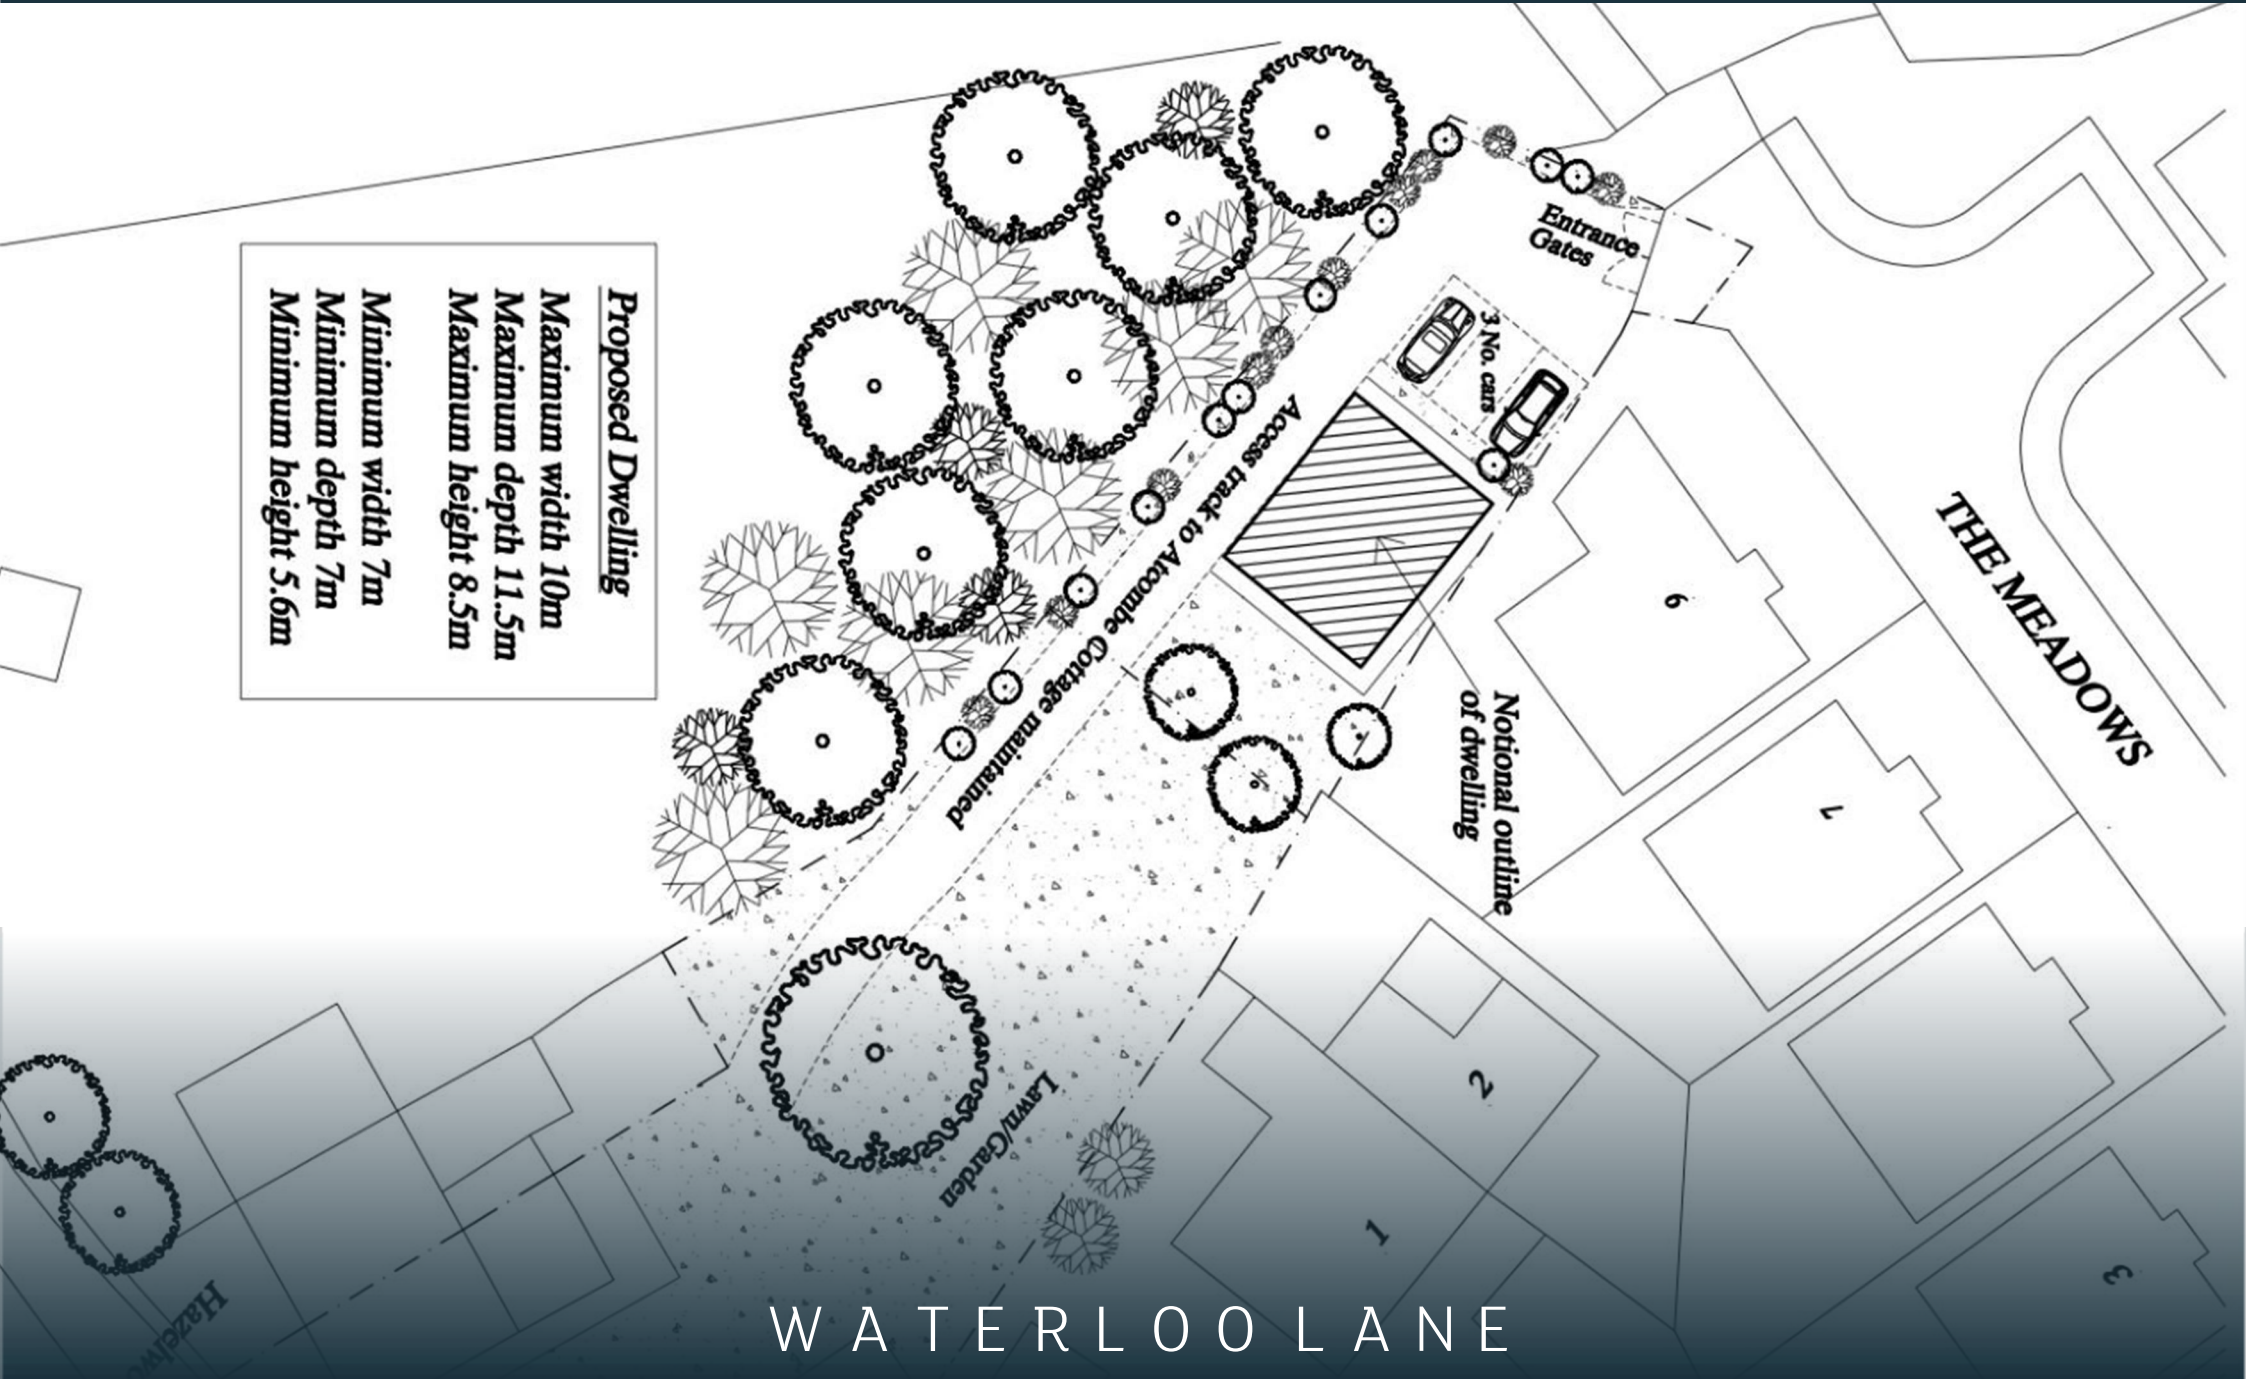 Proposed Dwelling
Maximum width 10m
Maximum depth 11.5m
Maximum height 8.5m
Minimum width 7m
Minimum depth 7m
Minimum height 5.6m
Entrance
Gates
3 No. cars
Access track to Atcombe Cottage maintained
Notional outline
of dwelling
THE MEADOWS
6
7
2
1
3
Lawn/Garden
WATERLOO LANE